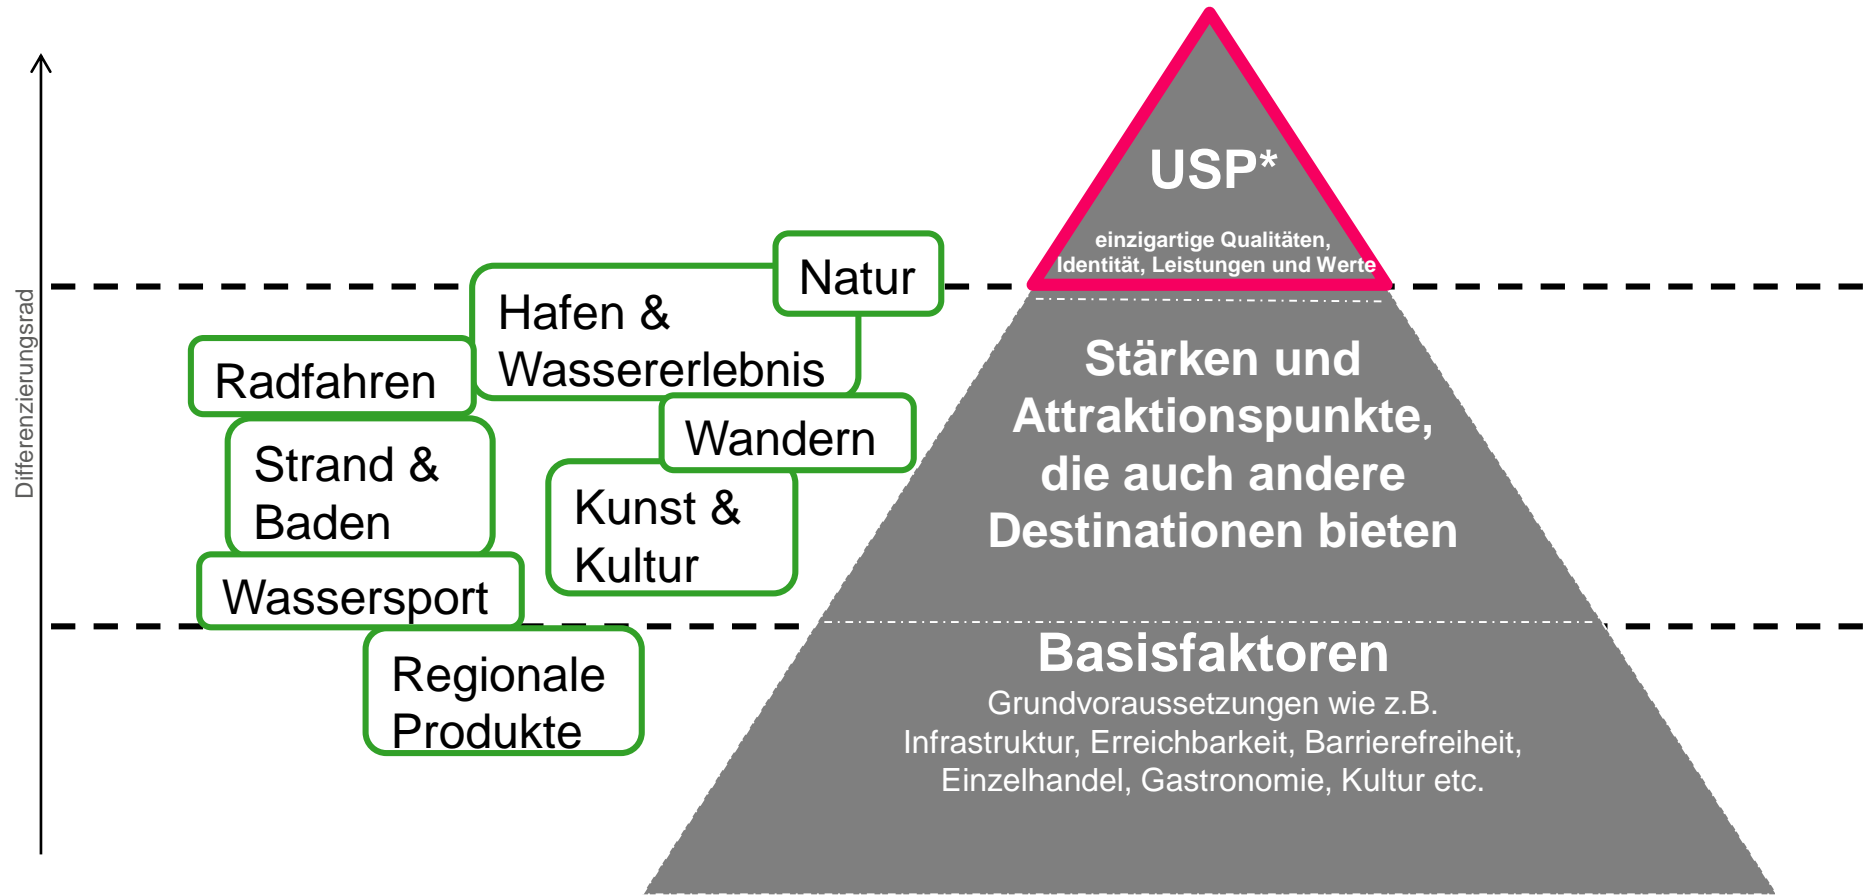 Differenzierungsrad
Natur
Hafen &
Wassererlebnis
Radfahren
Wandern
Strand &
Baden
Kunst &
Kultur
Wassersport
Regionale
Produkte
USP*
einzigartige Qualitäten,
Identität, Leistungen und Werte
Stärken und
Attraktionspunkte,
die auch andere
Destinationen bieten
Basisfaktoren
Grundvoraussetzungen wie z.B.
Infrastruktur, Erreichbarkeit, Barrierefreiheit,
Einzelhandel, Gastronomie, Kultur etc.